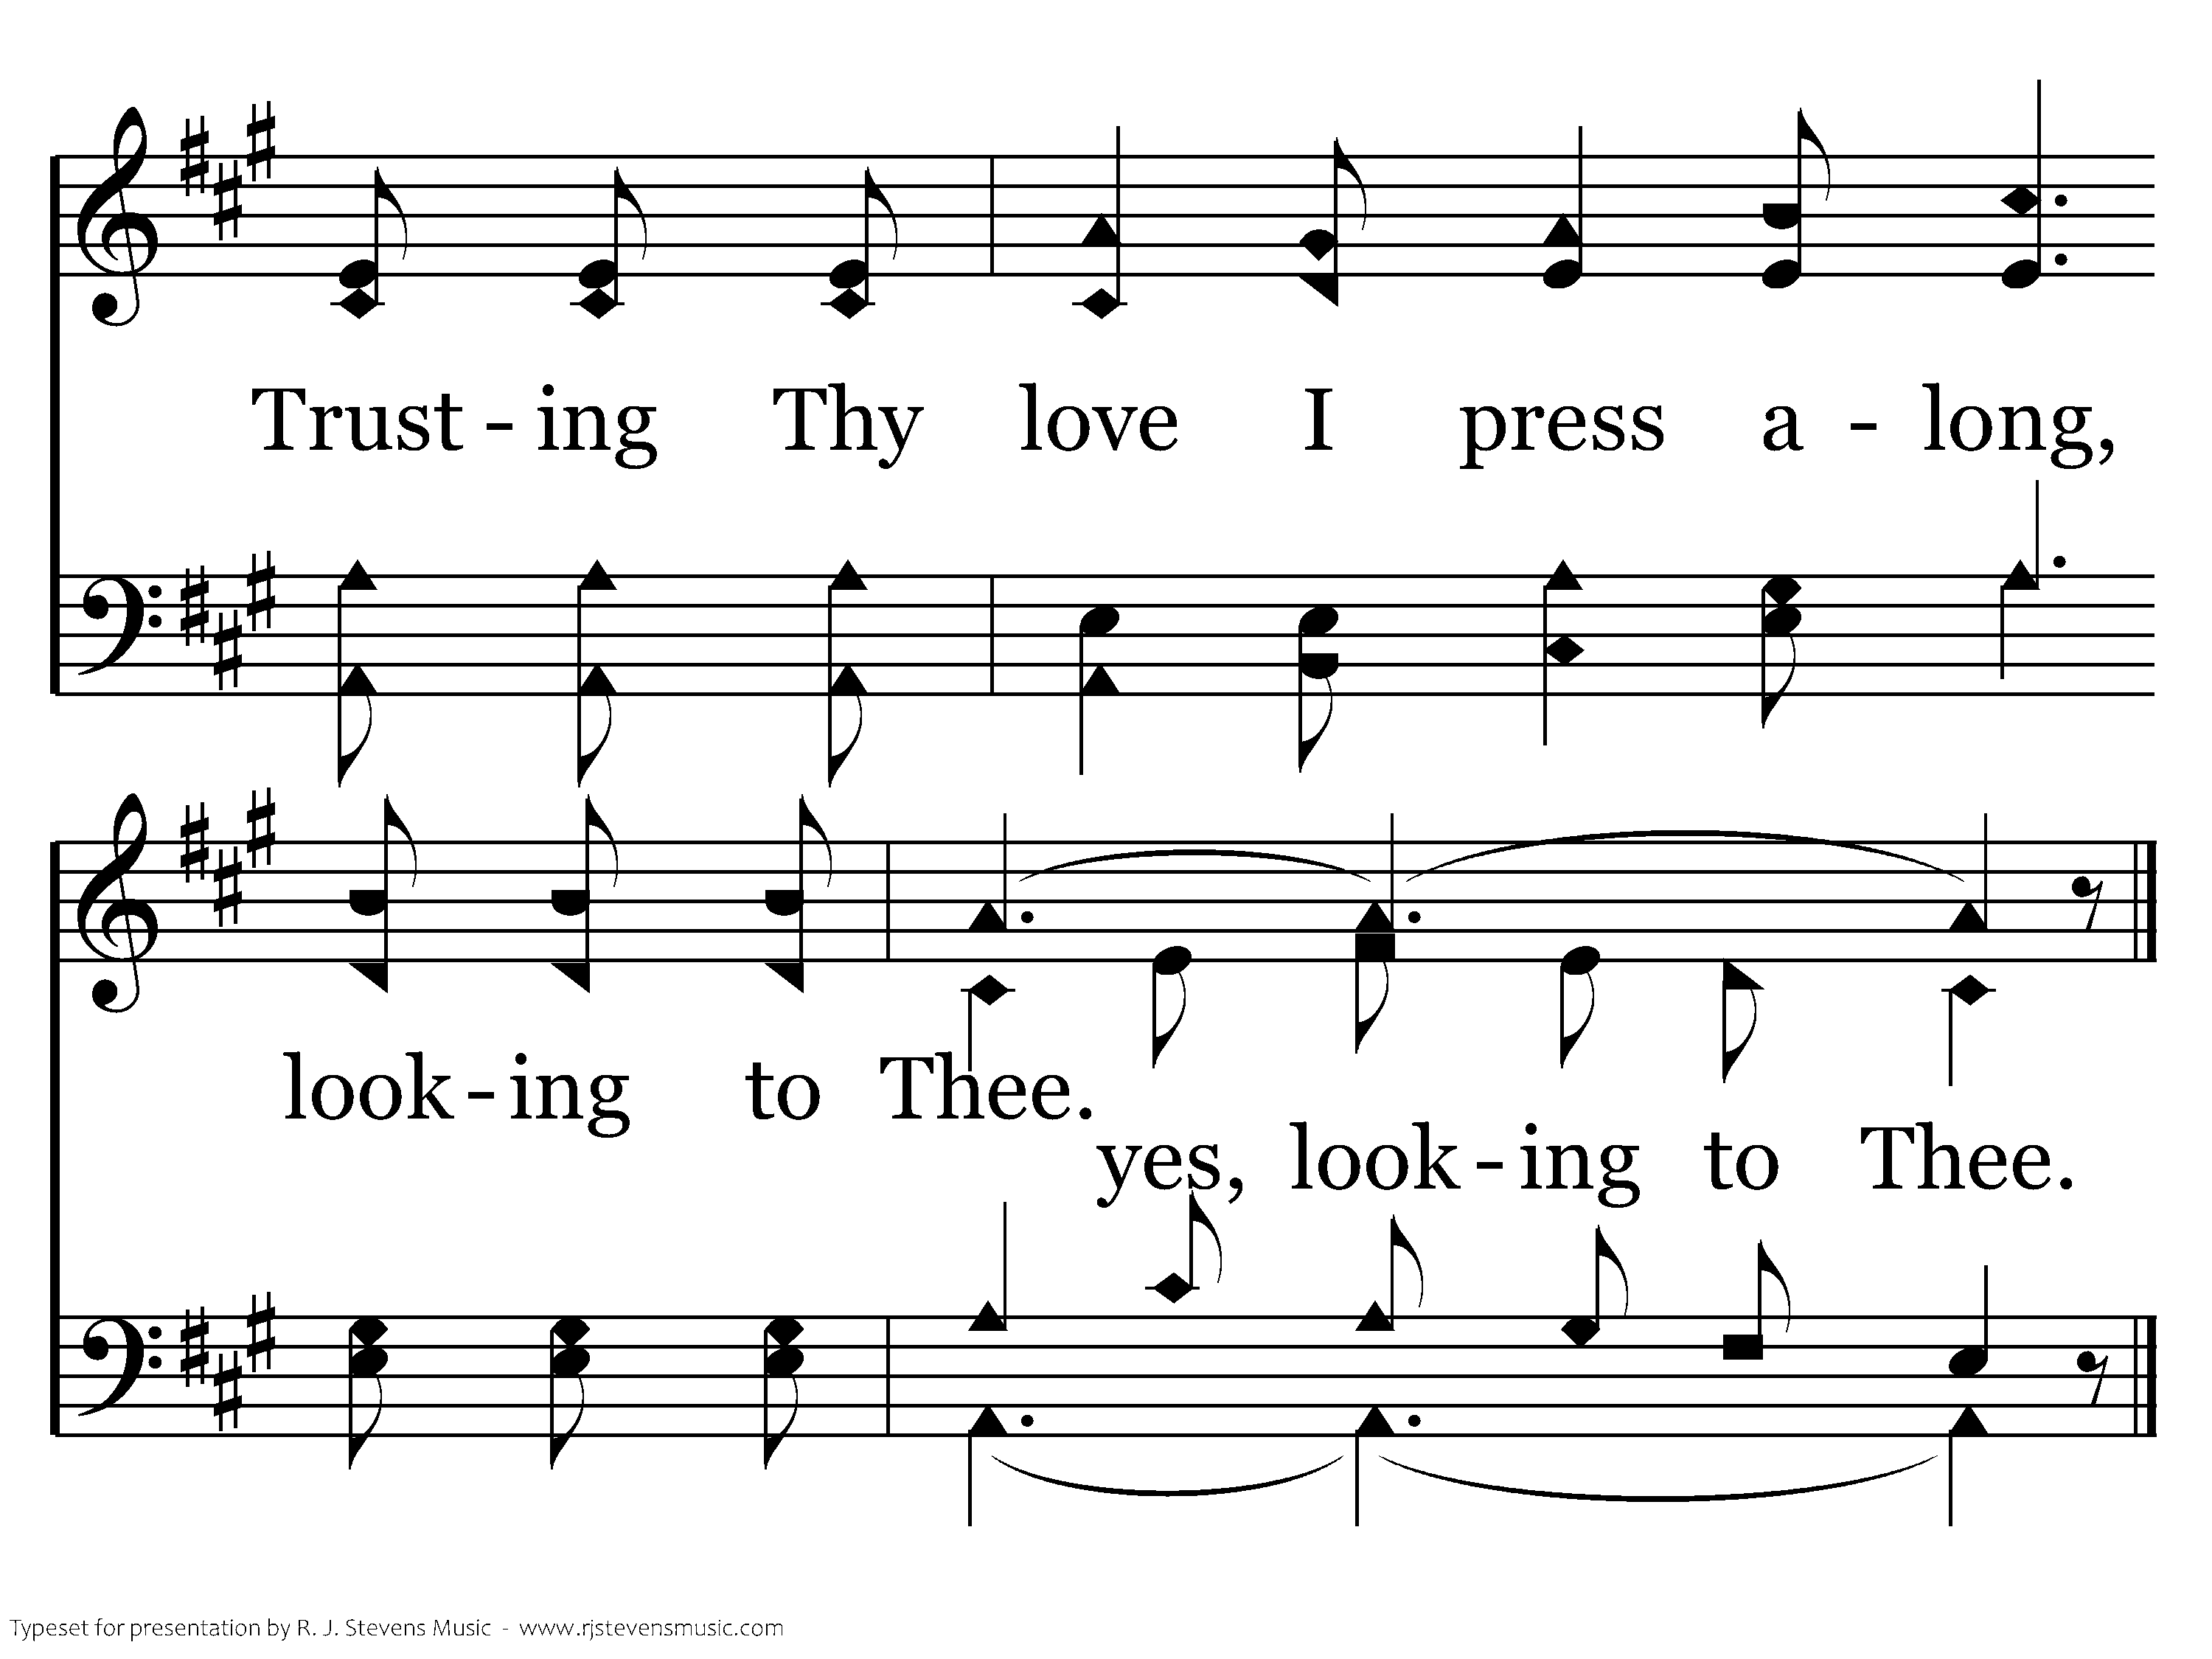 Trust - ing Thy love I press a - long,
look - ing to Thee.
yes, look - ing to Thee.
Typeset for presentation by R. J. Stevens Music - www.rjstevensmusic.com